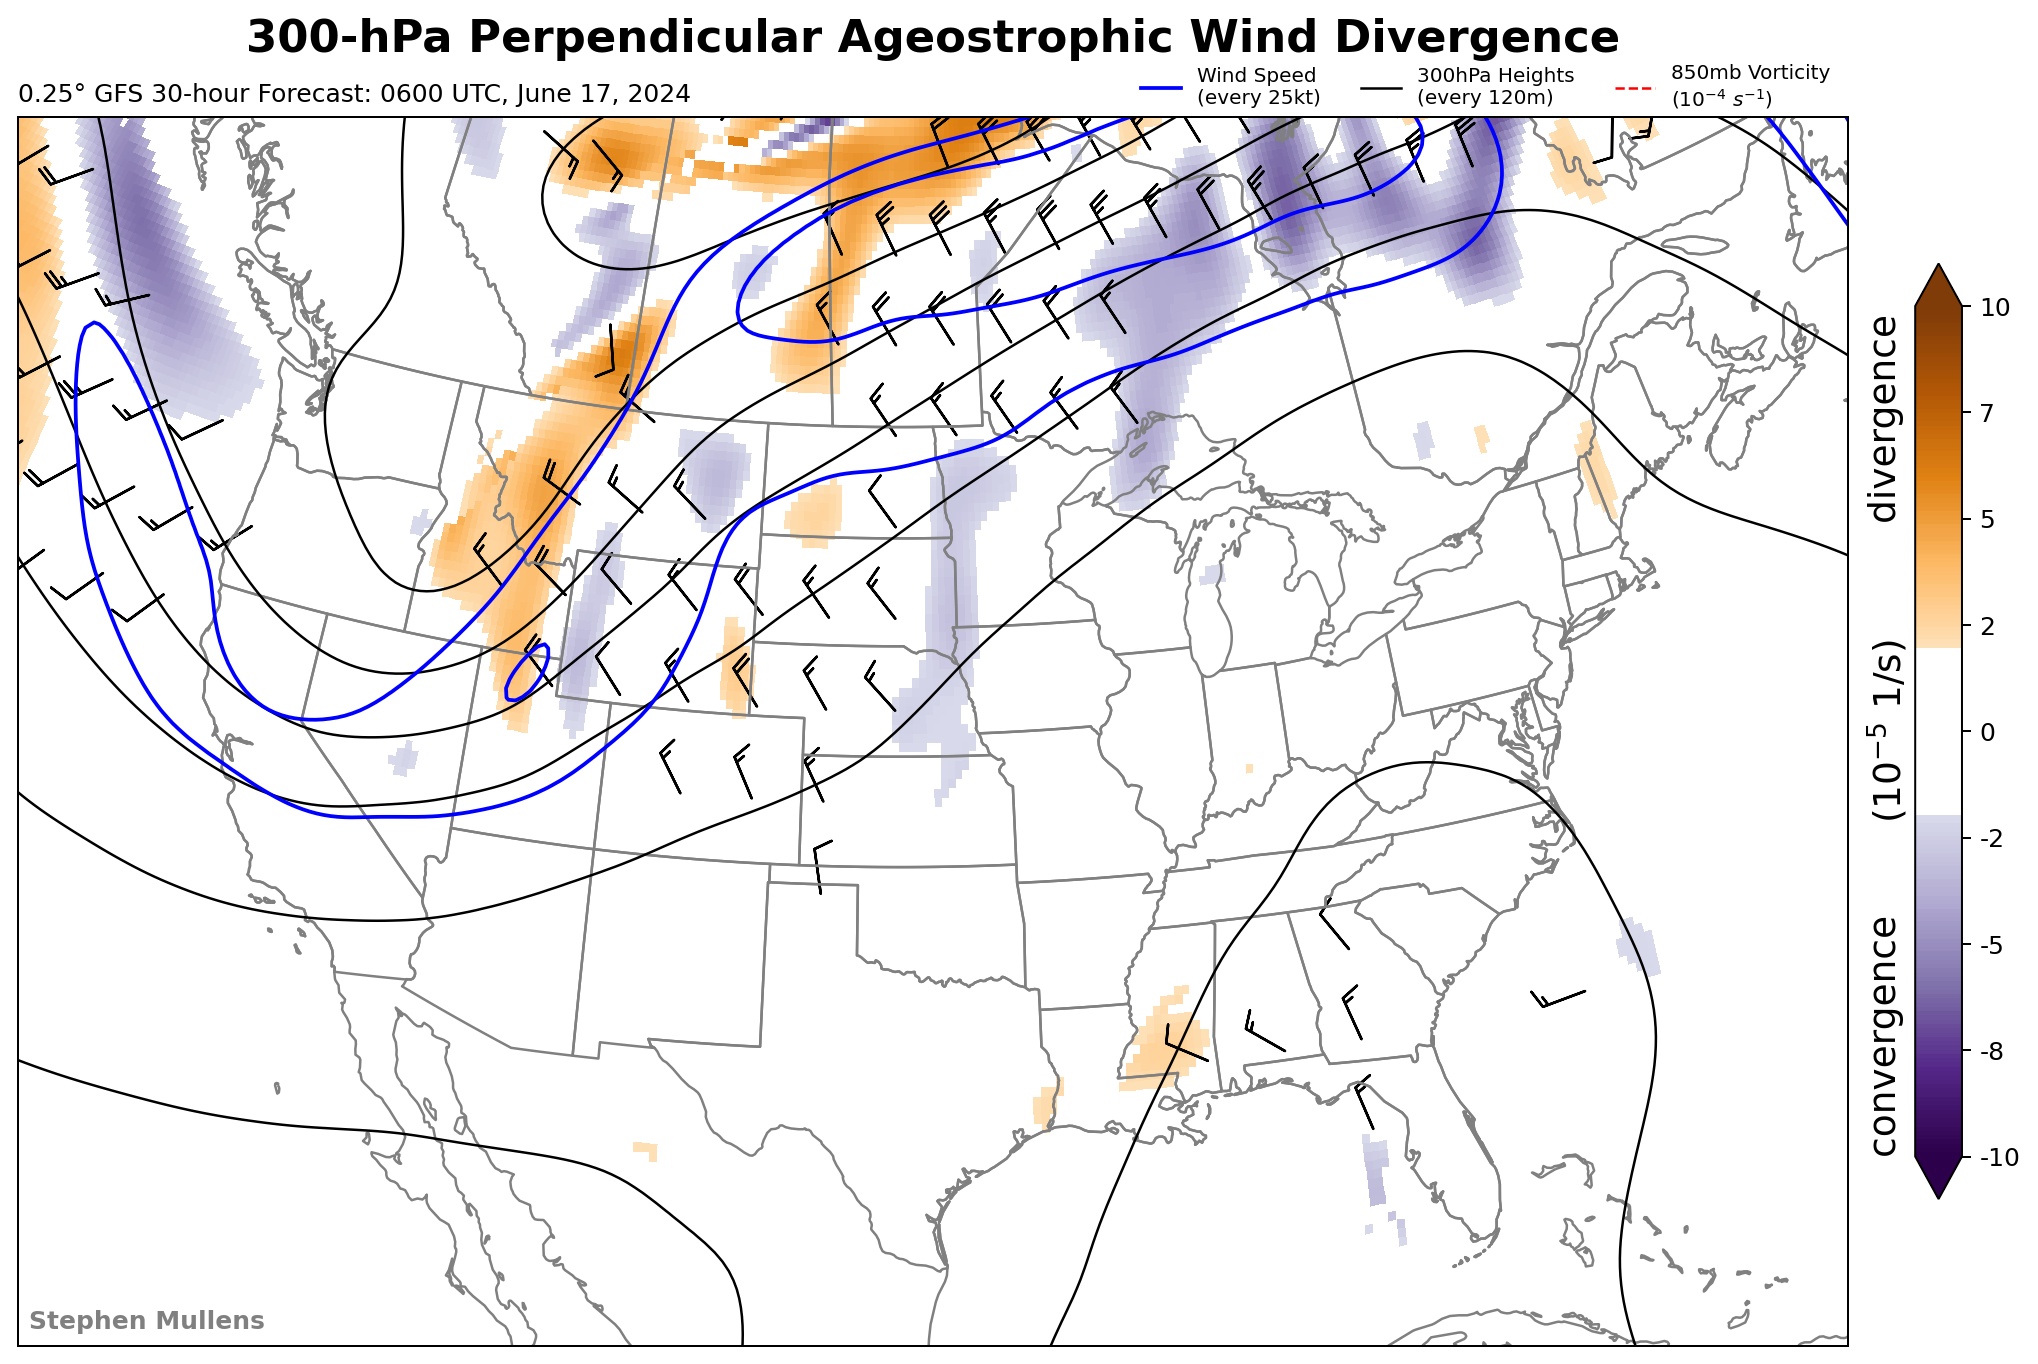 300-hPa Perpendicular Ageostrophic Wind Divergence
0.25° GFS 30-hour Forecast: 0600 UTC, June 17, 2024
Wind Speed
(every 25kt)
300hPa Heights
(every 120m)
850mb Vorticity
(10⁻⁴ s⁻¹)
10
7
5
2
0
-2
-5
-8
-10
convergence (10⁻⁵ 1/s) divergence
Stephen Mullens